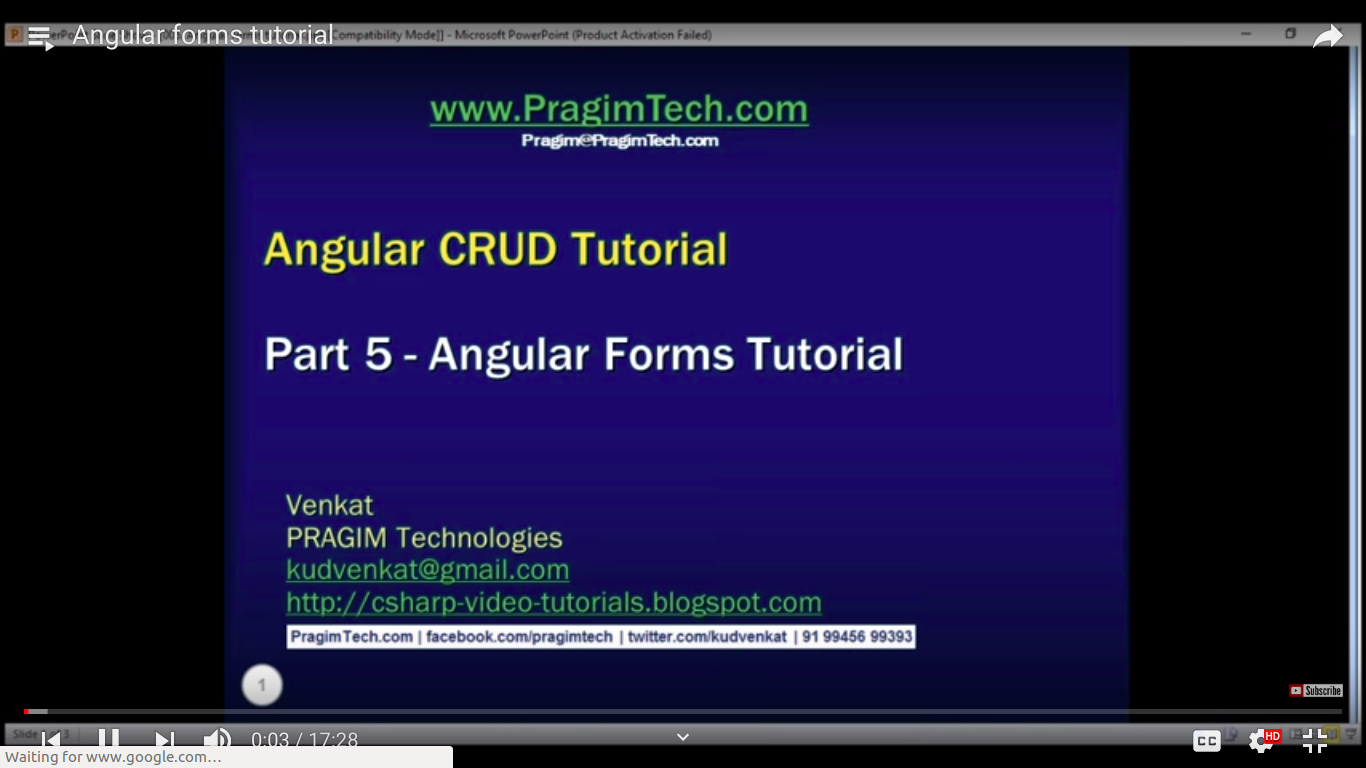 Angular forms tutorial
Compatibility Mode]] - Microsoft PowerPoint (Product Activation Failed)
www.PragimTech.com
Pragim@PragimTech.com
Angular CRUD Tutorial
Part 5 - Angular Forms Tutorial
Venkat
PRAGIM Technologies
kudvenkat@gmail.com
http://csharp-video-tutorials.blogspot.com
PragimTech.com | facebook.com/pragimtech | twitter.com/kudvenkat | 91 99456 99393
1
Subscribe
Slide
0:03 / 17:28
CC
HD
Waiting for www.google.com...